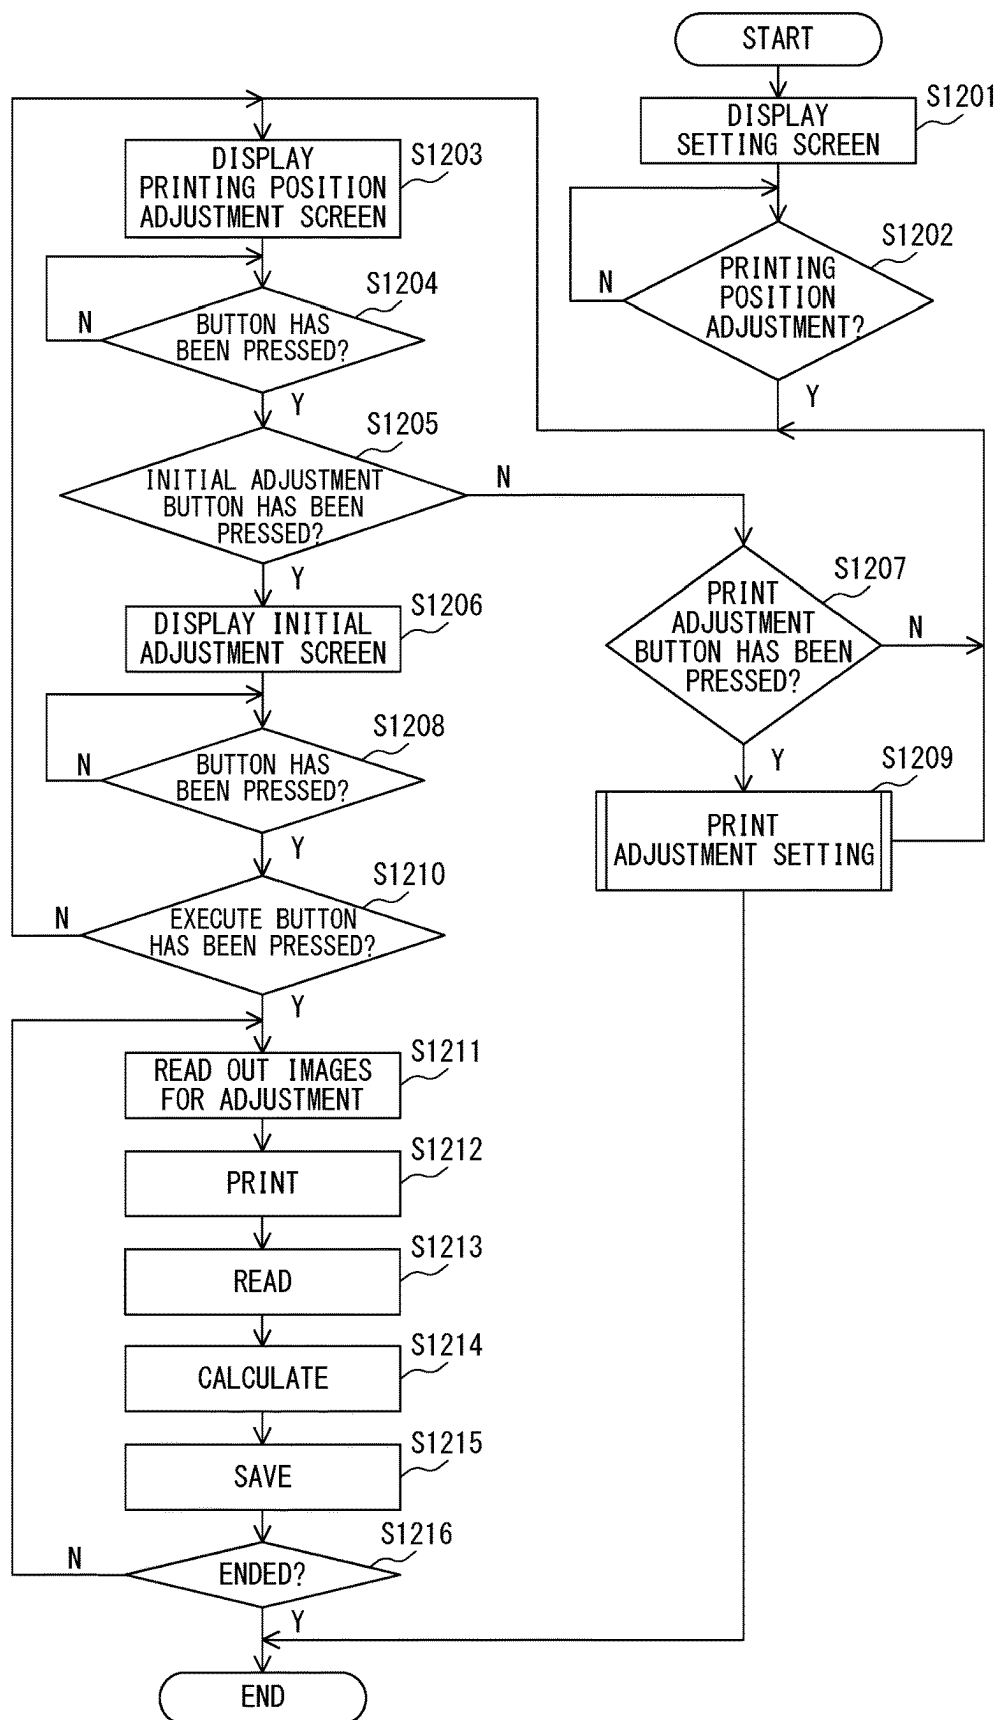 START
S1201
DISPLAY
SETTING SCREEN
S1202
PRINTING
POSITION
ADJUSTMENT?
N
Y
S1203
DISPLAY
PRINTING POSITION
ADJUSTMENT SCREEN
S1204
BUTTON HAS
BEEN PRESSED?
N
Y
S1205
INITIAL ADJUSTMENT
BUTTON HAS BEEN
PRESSED?
N
Y
S1206
DISPLAY INITIAL
ADJUSTMENT SCREEN
S1207
PRINT
ADJUSTMENT
BUTTON HAS BEEN
PRESSED?
N
Y
S1208
BUTTON HAS
BEEN PRESSED?
N
Y
S1209
PRINT
ADJUSTMENT SETTING
S1210
EXECUTE BUTTON
HAS BEEN PRESSED?
N
Y
S1211
READ OUT IMAGES
FOR ADJUSTMENT
S1212
PRINT
S1213
READ
S1214
CALCULATE
S1215
SAVE
S1216
ENDED?
N
Y
END